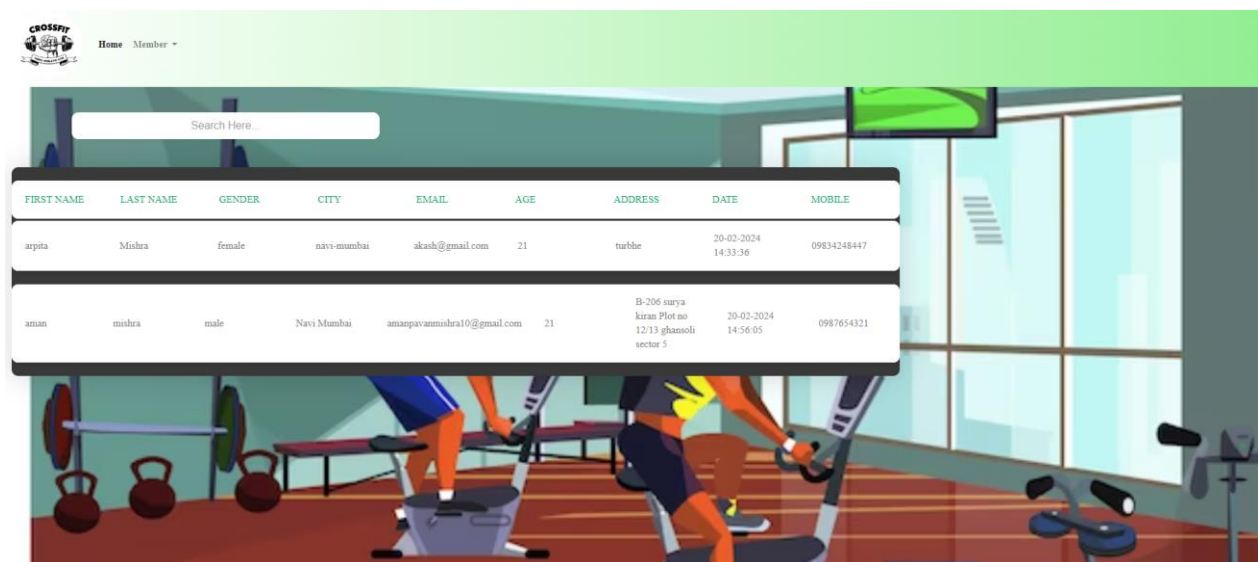 CROSSFIT
Home Member
Search Here...
FIRST NAME LAST NAME GENDER CITY EMAIL AGE ADDRESS DATE MOBILE
arpita Mishra female navi-mumbai akash@gmail.com 21 turbhe 20-02-2024 09834248447
14:33:36
B-206 surya
kiran Plot no
aman mishra male Navi Mumbai amanpavanmishra10@gmail.com 21 12/13 ghansoli 20-02-2024 0987654321
14:56:05
sector 5